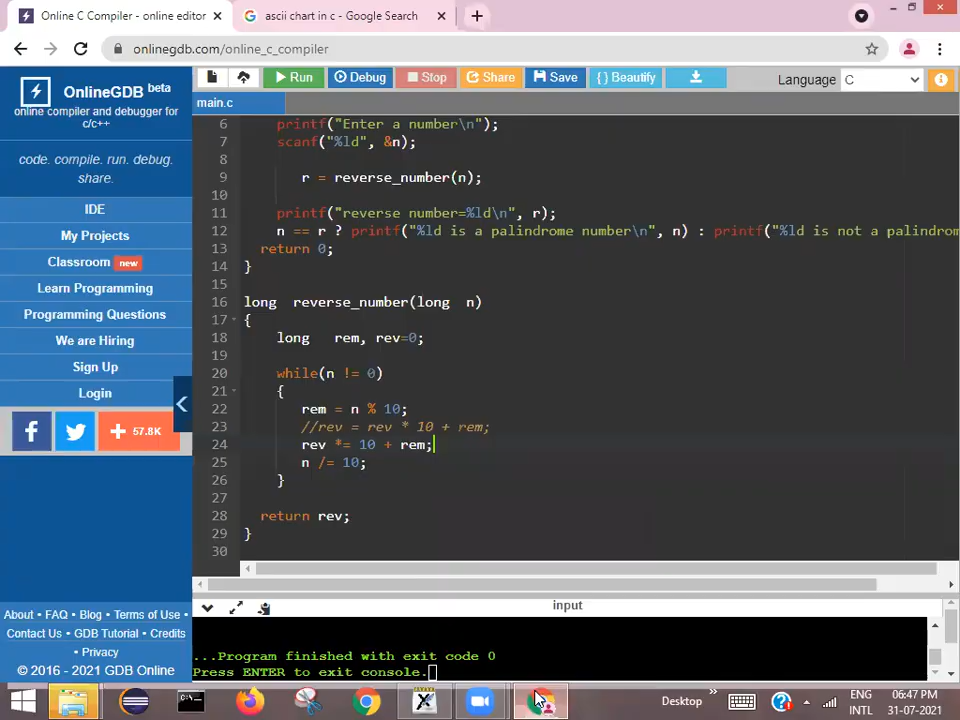 Online C Compiler - online editor
ascii chart in c - Google Search
onlinegdb.com/online_c_compiler
OnlineGDB beta
online compiler and debugger for
c/c++
code. compile. run. debug.
share.
IDE
My Projects
Classroom new
Learn Programming
Programming Questions
We are Hiring
Sign Up
Login
57.8K
About • FAQ • Blog • Terms of Use •
Contact Us • GDB Tutorial • Credits
• Privacy
© 2016 - 2021 GDB Online
Run
Debug
Stop
Share
Save
{ } Beautify
Language C
main.c
6 printf("Enter a number\n");
7 scanf("%ld", &n);
8
9 r = reverse_number(n);
10
11 printf("reverse number=%ld\n", r);
12 n == r ? printf("%ld is a palindrome number\n", n) : printf("%ld is not a palindrom
13 return 0;
14 }
15
16 long reverse_number(long n)
17 {
18 long rem, rev=0;
19
20 while(n != 0)
21 {
22 rem = n % 10;
23 //rev = rev * 10 + rem;
24 rev *= 10 + rem;
25 n /= 10;
26 }
27
28 return rev;
29 }
30
input
...Program finished with exit code 0
Press ENTER to exit console.
Desktop
ENG
INTL
06:47 PM
31-07-2021